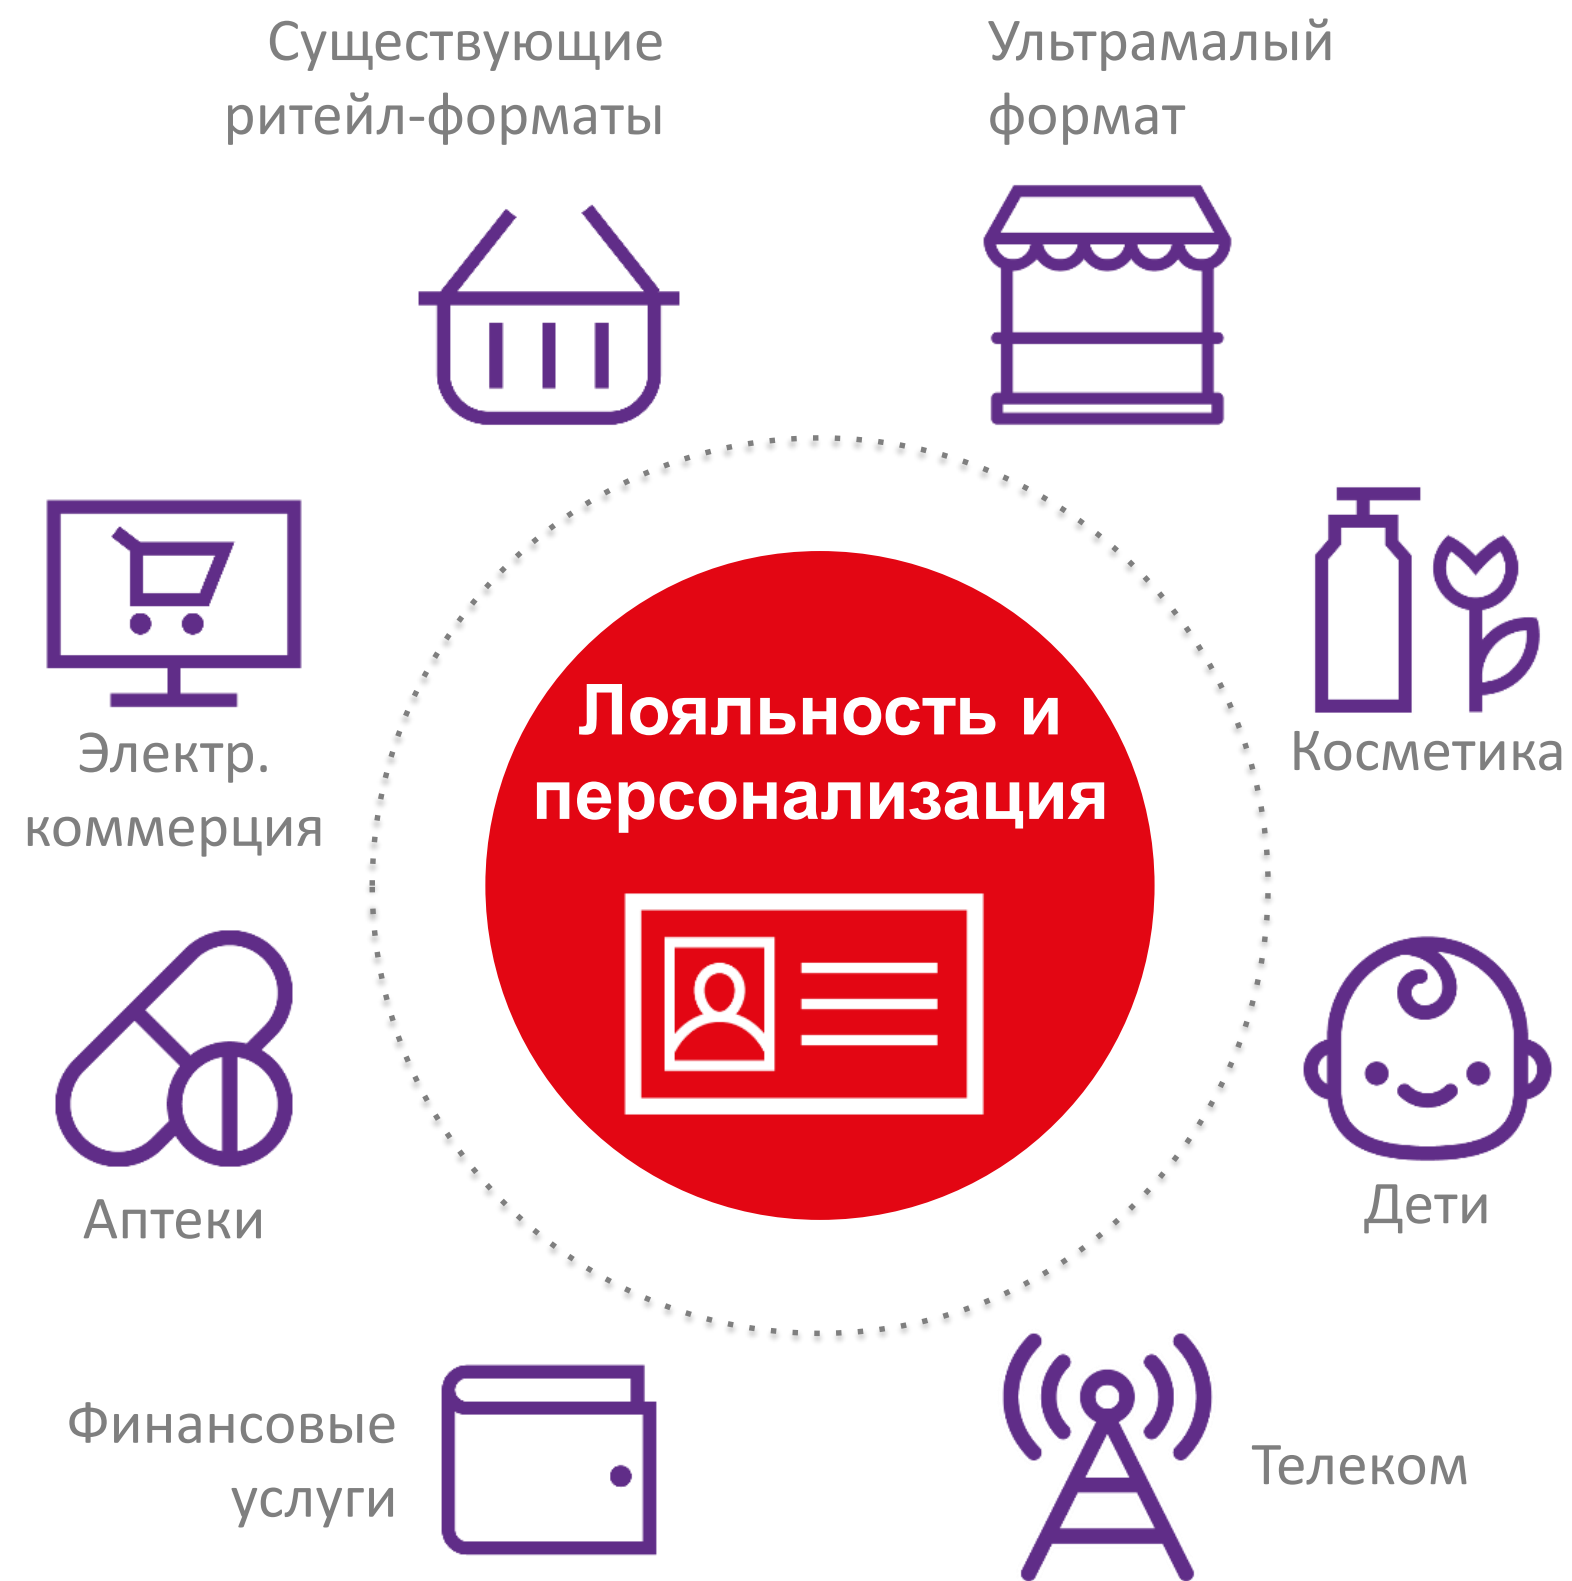 Существующие
ритейл-форматы
Ультрамалый
формат
Электр.
коммерция
Лояльность и
персонализация
Косметика
Аптеки
Дети
Финансовые
услуги
Телеком